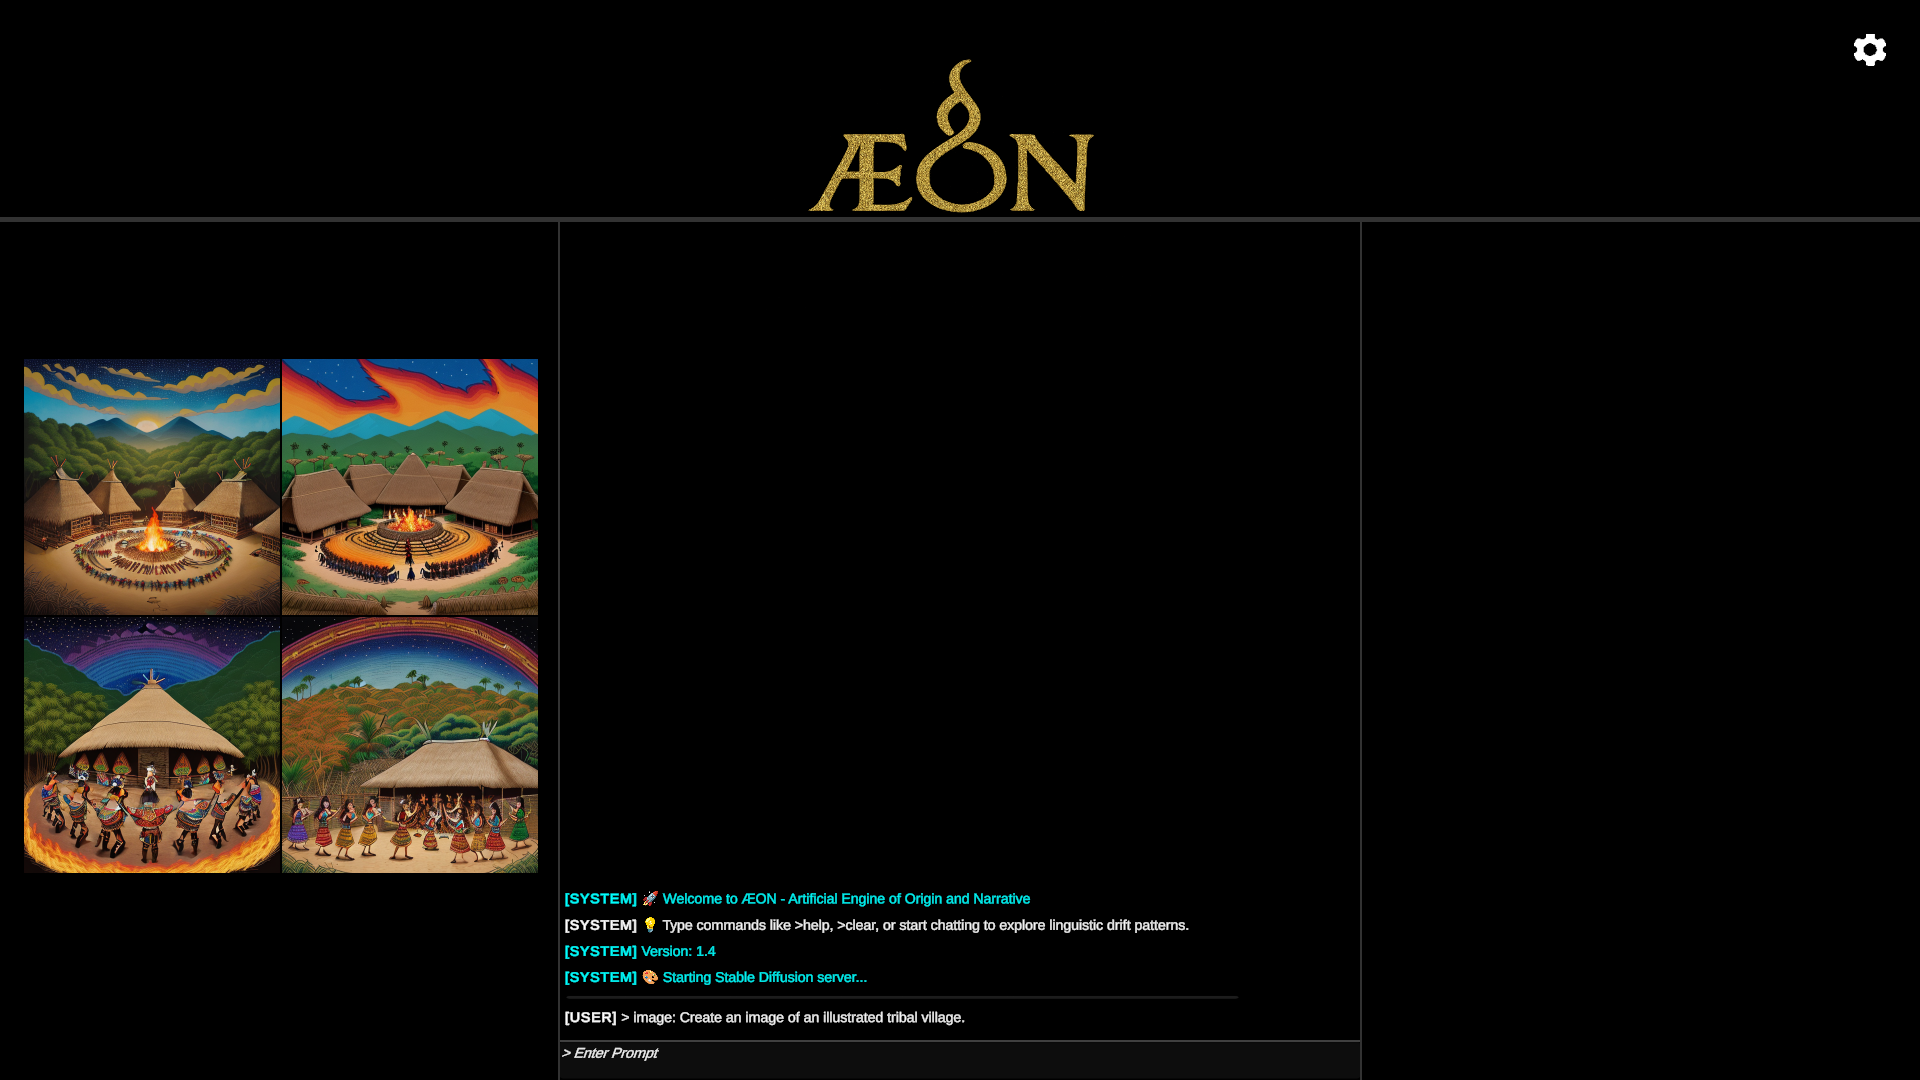 ÆON
[SYSTEM] 🚀 Welcome to ÆON - Artificial Engine of Origin and Narrative
[SYSTEM] 💡 Type commands like >help, >clear, or start chatting to explore linguistic drift patterns.
[SYSTEM] Version: 1.4
[SYSTEM] 🎨 Starting Stable Diffusion server...
[USER] > image: Create an image of an illustrated tribal village.
> Enter Prompt